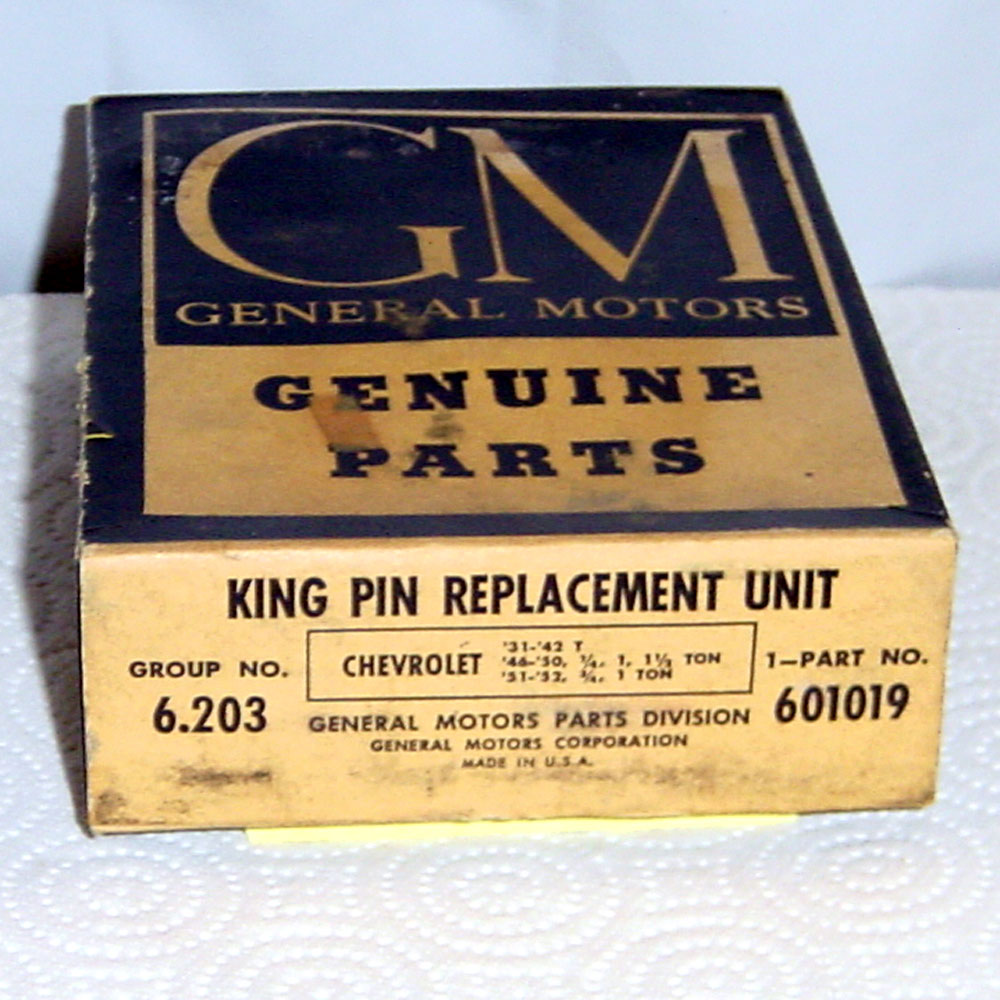 GM
GENERAL MOTORS
GENUINE
PARTS
KING PIN REPLACEMENT UNIT
GROUP NO.
6.203
CHEVROLET
'31-'42 T
'46-'50, ¾, 1, 1½ TON
'51-'52, ¾, 1 TON
1-PART NO.
601019
GENERAL MOTORS PARTS DIVISION
GENERAL MOTORS CORPORATION
MADE IN U.S.A.